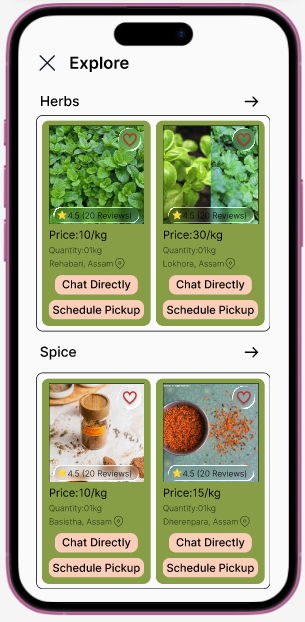 Explore
Herbs
4.5 (20 Reviews)
4.5 (20 Reviews)
Price:10/kg
Price:30/kg
Quantity:01kg
Quantity:01kg
Rehabari, Assam
Lokhora, Assam
Chat Directly
Chat Directly
Schedule Pickup
Schedule Pickup
Spice
4.5 (20 Reviews)
4.5 (20 Reviews)
Price:10/kg
Price:15/kg
Quantity:01kg
Quantity:01kg
Basistha, Assam
Dherenpara, Assam
Chat Directly
Chat Directly
Schedule Pickup
Schedule Pickup